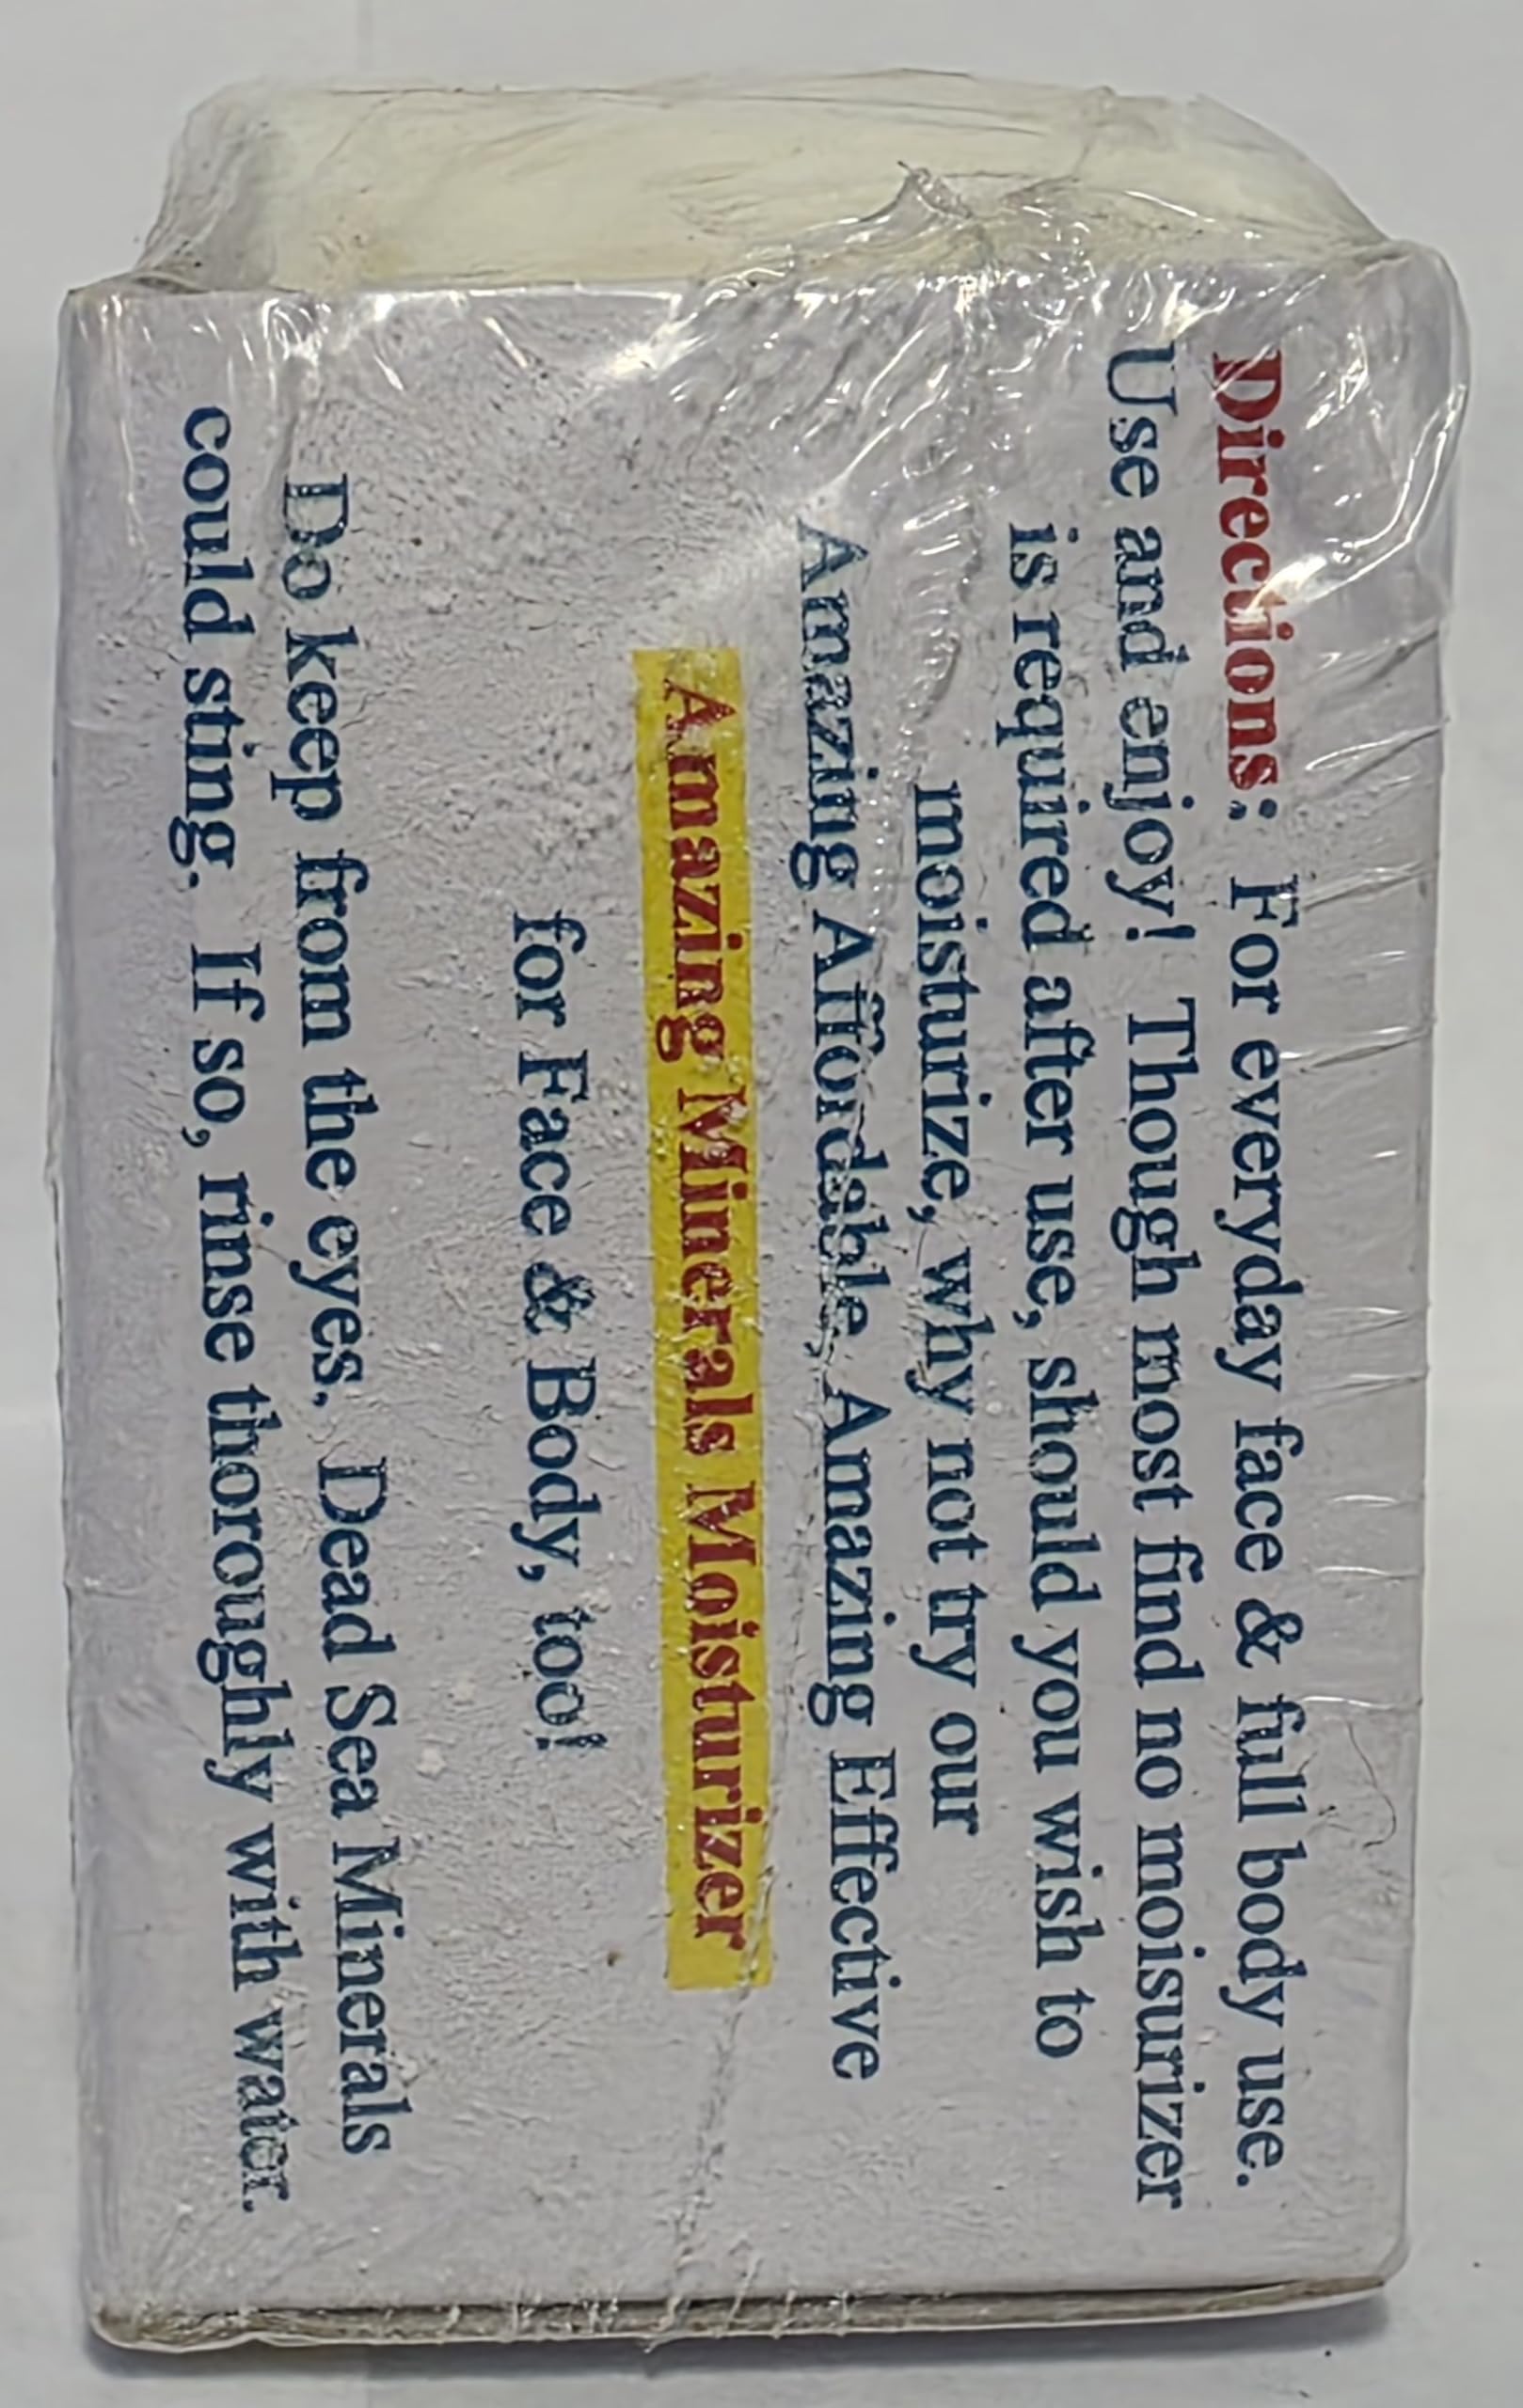 Directions: For everyday face & full body use.
Use and enjoy! Though most find no moisurizer
is required after use, should you wish to
moisturize, why not try our
Amazing Affordable, Amazing Effective
Amazing Minerals Moisturizer
for Face & Body, too!
Do keep from the eyes. Dead Sea Minerals
could sting. If so, rinse thoroughly with water.